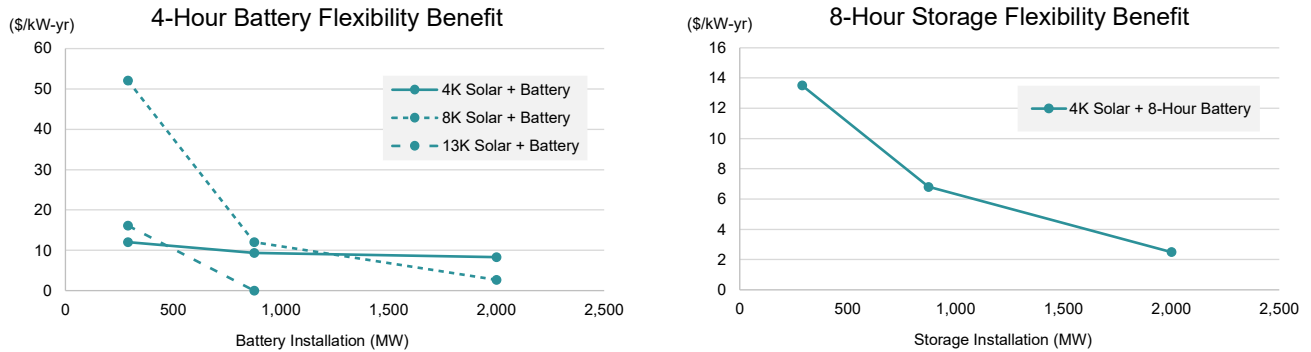 4-Hour Battery Flexibility Benefit
($/kW-yr)
60
50
40
30
20
10
0
0
500
1,000
1,500
2,000
2,500
4K Solar + Battery
8K Solar + Battery
13K Solar + Battery
Battery Installation (MW)
8-Hour Storage Flexibility Benefit
($/kW-yr)
16
14
12
10
8
6
4
2
0
0
500
1,000
1,500
2,000
2,500
4K Solar + 8-Hour Battery
Storage Installation (MW)